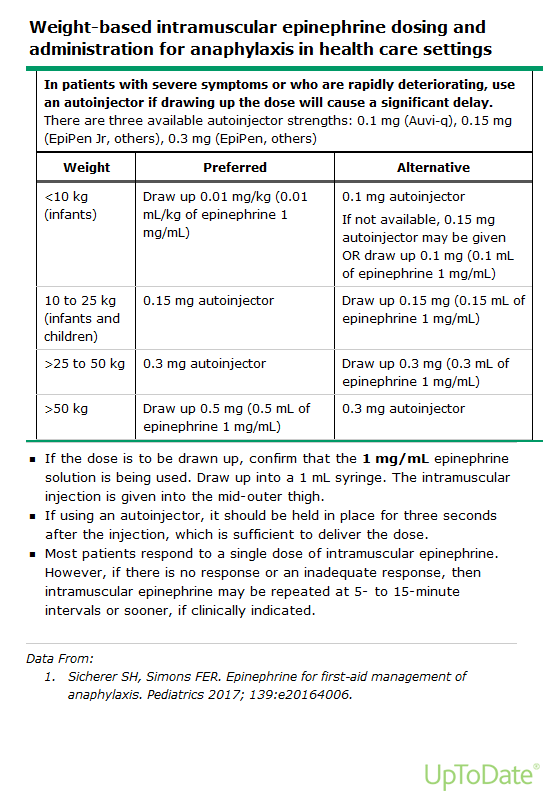 Weight-based intramuscular epinephrine dosing and
administration for anaphylaxis in health care settings
In patients with severe symptoms or who are rapidly deteriorating, use
an autoinjector if drawing up the dose will cause a significant delay.
There are three available autoinjector strengths: 0.1 mg (Auvi-q), 0.15 mg
(EpiPen Jr, others), 0.3 mg (EpiPen, others)
Weight Preferred Alternative
<10 kg
(infants)
Draw up 0.01 mg/kg (0.01
mL/kg of epinephrine 1
mg/mL)
0.1 mg autoinjector
If not available, 0.15 mg
autoinjector may be given
OR draw up 0.1 mg (0.1 mL
of epinephrine 1 mg/mL)
10 to 25 kg
(infants and
children)
0.15 mg autoinjector
Draw up 0.15 mg (0.15 mL of
epinephrine 1 mg/mL)
>25 to 50 kg
0.3 mg autoinjector
Draw up 0.3 mg (0.3 mL of
epinephrine 1 mg/mL)
>50 kg
Draw up 0.5 mg (0.5 mL of
epinephrine 1 mg/mL)
0.3 mg autoinjector
▪ If the dose is to be drawn up, confirm that the 1 mg/mL epinephrine
solution is being used. Draw up into a 1 mL syringe. The intramuscular
injection is given into the mid-outer thigh.
▪ If using an autoinjector, it should be held in place for three seconds
after the injection, which is sufficient to deliver the dose.
▪ Most patients respond to a single dose of intramuscular epinephrine.
However, if there is no response or an inadequate response, then
intramuscular epinephrine may be repeated at 5- to 15-minute
intervals or sooner, if clinically indicated.
Data From:
1. Sicherer SH, Simons FER. Epinephrine for first-aid management of
anaphylaxis. Pediatrics 2017; 139:e20164006.
UpToDate®